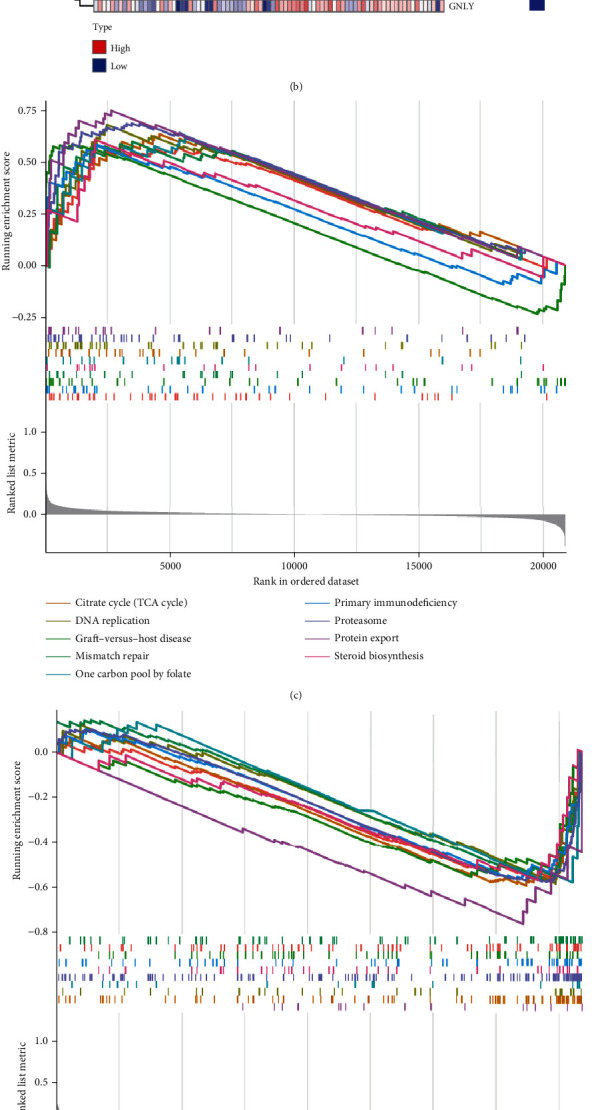 GNLY
Type
High
Low
(b)
0.75
0.50
0.25
0.00
−0.25
Running enrichment score
1.0
0.5
0.0
Ranked list metric
5000 10000 15000 20000
Rank in ordered dataset
Citrate cycle (TCA cycle)
DNA replication
Graft−versus−host disease
Mismatch repair
One carbon pool by folate
Primary immunodeficiency
Proteasome
Protein export
Steroid biosynthesis
(c)
0.0
−0.2
−0.4
−0.6
−0.8
Running enrichment score
1.0
0.5
nked list metric